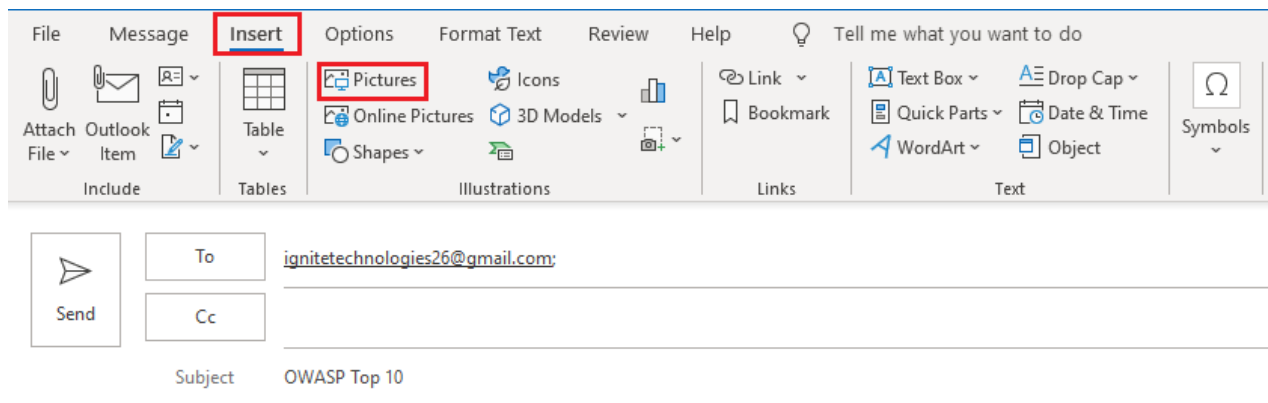 File Message Insert Options Format Text Review Help Tell me what you want to do
Attach File Outlook Item
Table
Pictures
Online Pictures
Shapes
Icons
3D Models
Link
Bookmark
Text Box
Quick Parts
WordArt
Drop Cap
Date & Time
Object
Symbols
Include Tables Illustrations Links Text
Send
To ignitetechnologies26@gmail.com;
Cc
Subject OWASP Top 10